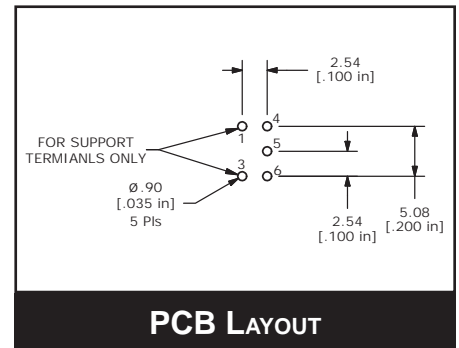 2.54
[.100 in]
4
1
5
FOR SUPPORT
TERMIANLS ONLY
3
6
Ø.90
[.035 in]
5 Pls
5.08
[.200 in]
2.54
[.100 in]
PCB LAYOUT